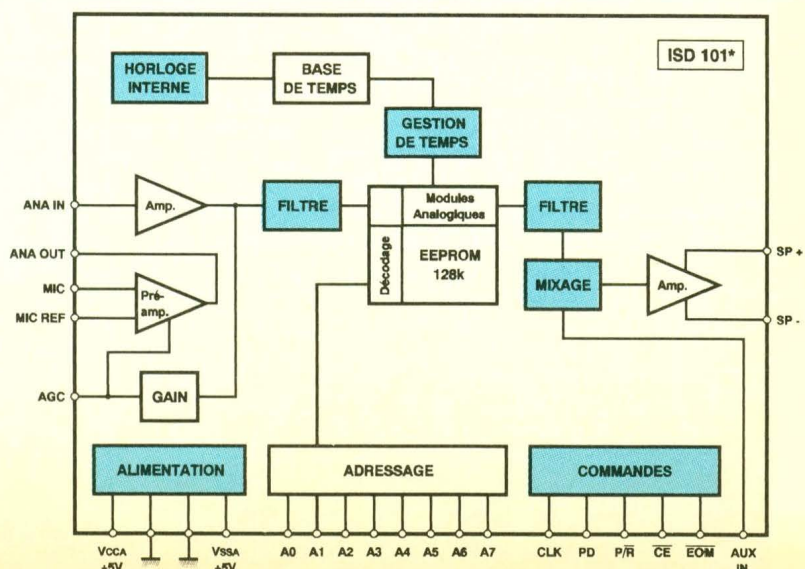 ISD 101*
HORLOGE
INTERNE
BASE
DE TEMPS
GESTION
DE TEMPS
ANA IN
Amp.
FILTRE
Modules
Analogiques
FILTRE
Décodage
EEPROM
128k
ANA OUT
MIC
Pré-
amp.
MIC REF
MIXAGE
Amp.
SP +
SP -
AGC
GAIN
ALIMENTATION
ADRESSAGE
COMMANDES
VCCA
+5V
VSSA
+5V
A0 A1 A2 A3 A4 A5 A6 A7
CLK PD P/R̅ C̅E̅ E̅O̅M̅ AUX
IN